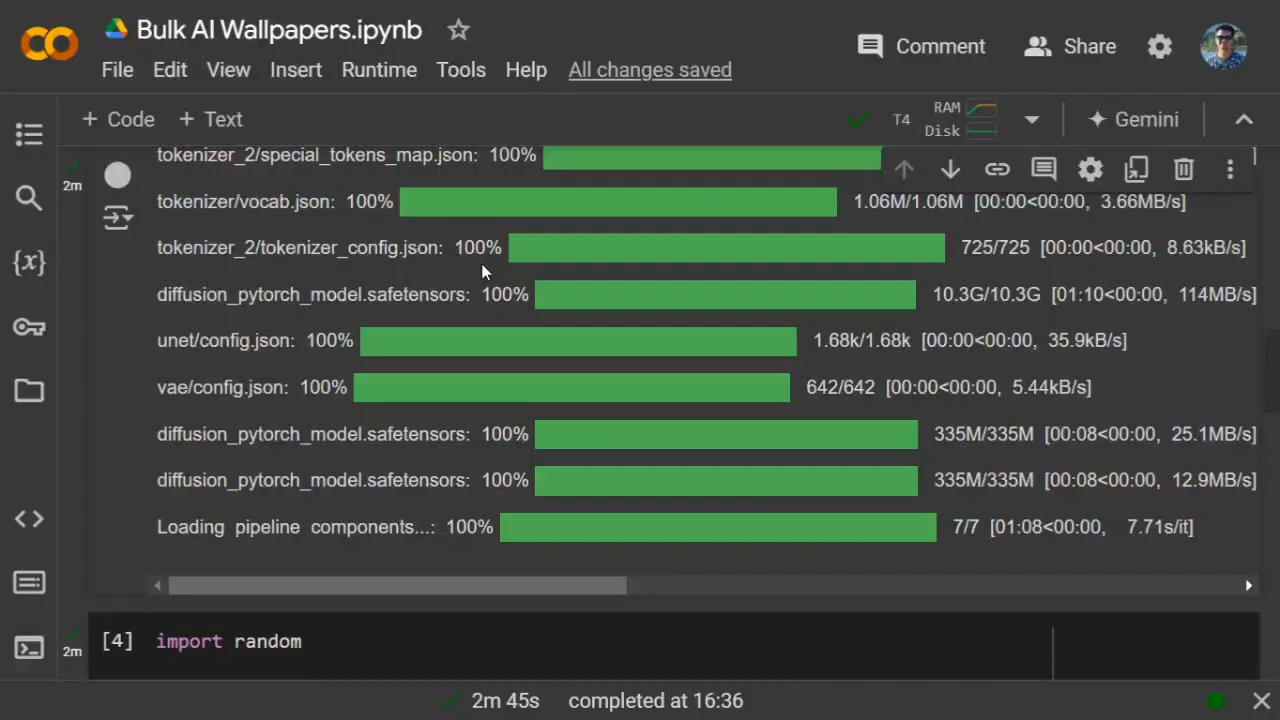 Bulk AI Wallpapers.ipynb
Comment
Share
File Edit View Insert Runtime Tools Help All changes saved
+ Code + Text
T4
RAM
Disk
Gemini
2m
tokenizer_2/special_tokens_map.json: 100%
tokenizer/vocab.json: 100% 1.06M/1.06M [00:00<00:00, 3.66MB/s]
tokenizer_2/tokenizer_config.json: 100% 725/725 [00:00<00:00, 8.63kB/s]
diffusion_pytorch_model.safetensors: 100% 10.3G/10.3G [01:10<00:00, 114MB/s]
unet/config.json: 100% 1.68k/1.68k [00:00<00:00, 35.9kB/s]
vae/config.json: 100% 642/642 [00:00<00:00, 5.44kB/s]
diffusion_pytorch_model.safetensors: 100% 335M/335M [00:08<00:00, 25.1MB/s]
diffusion_pytorch_model.safetensors: 100% 335M/335M [00:08<00:00, 12.9MB/s]
Loading pipeline components...: 100% 7/7 [01:08<00:00, 7.71s/it]
2m
[4] import random
2m 45s completed at 16:36